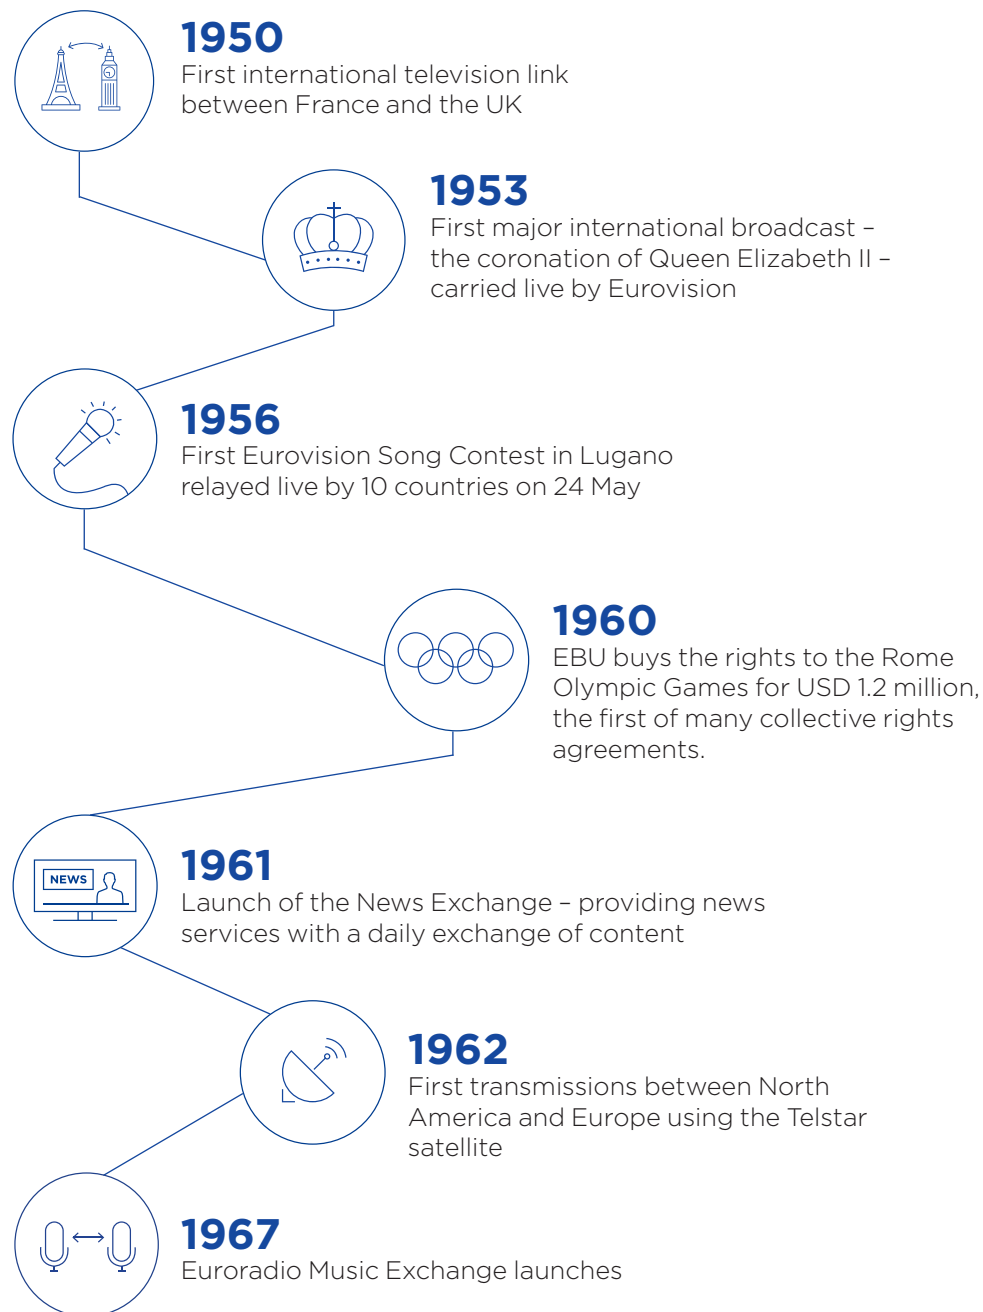 1950
First international television link
between France and the UK
1953
First major international broadcast –
the coronation of Queen Elizabeth II –
carried live by Eurovision
1956
First Eurovision Song Contest in Lugano
relayed live by 10 countries on 24 May
1960
EBU buys the rights to the Rome
Olympic Games for USD 1.2 million,
the first of many collective rights
agreements.
NEWS
1961
Launch of the News Exchange – providing news
services with a daily exchange of content
1962
First transmissions between North
America and Europe using the Telstar
satellite
1967
Euroradio Music Exchange launches